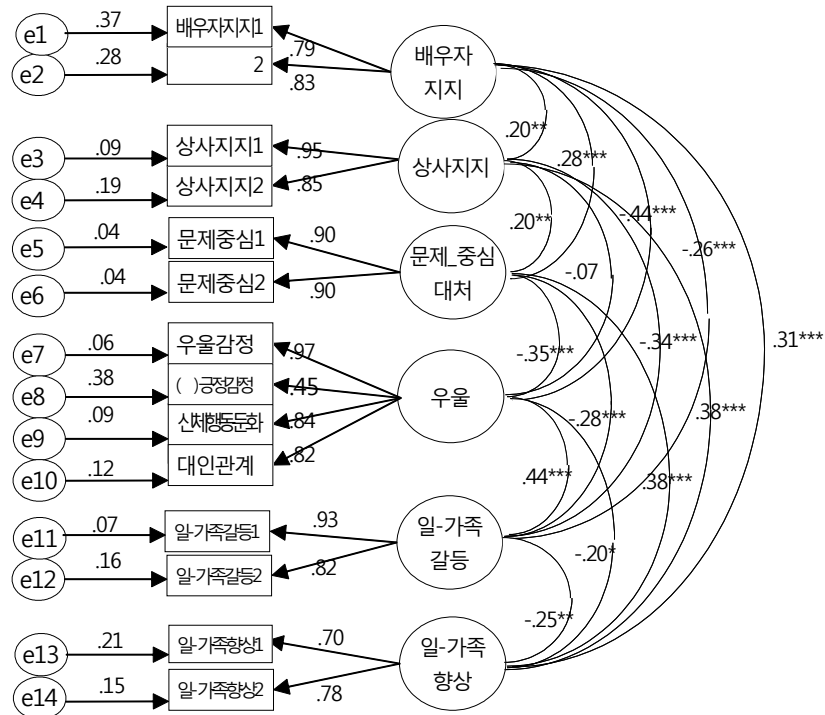 e1 .37 배우자지지1 .79
e2 .28 2 .83
배우자
지지
e3 .09 상사지지1 .95
e4 .19 상사지지2 .85
상사지지
e5 .04 문제중심1 .90
e6 .04 문제중심2 .90
문제_중심
대처
e7 .06 우울감정 .97
e8 .38 ( )긍정감정 .45
e9 .09 신체행동둔화 .84
e10 .12 대인관계 .82
우울
e11 .07 일-가족갈등1 .93
e12 .16 일-가족갈등2 .82
일-가족
갈등
e13 .21 일-가족향상1 .70
e14 .15 일-가족향상2 .78
일-가족
향상
.20**
.28***
-.44***
-.26***
.31***
.20**
-.07
-.34***
.38***
-.35***
-.28***
.38***
.44***
-.20*
-.25**